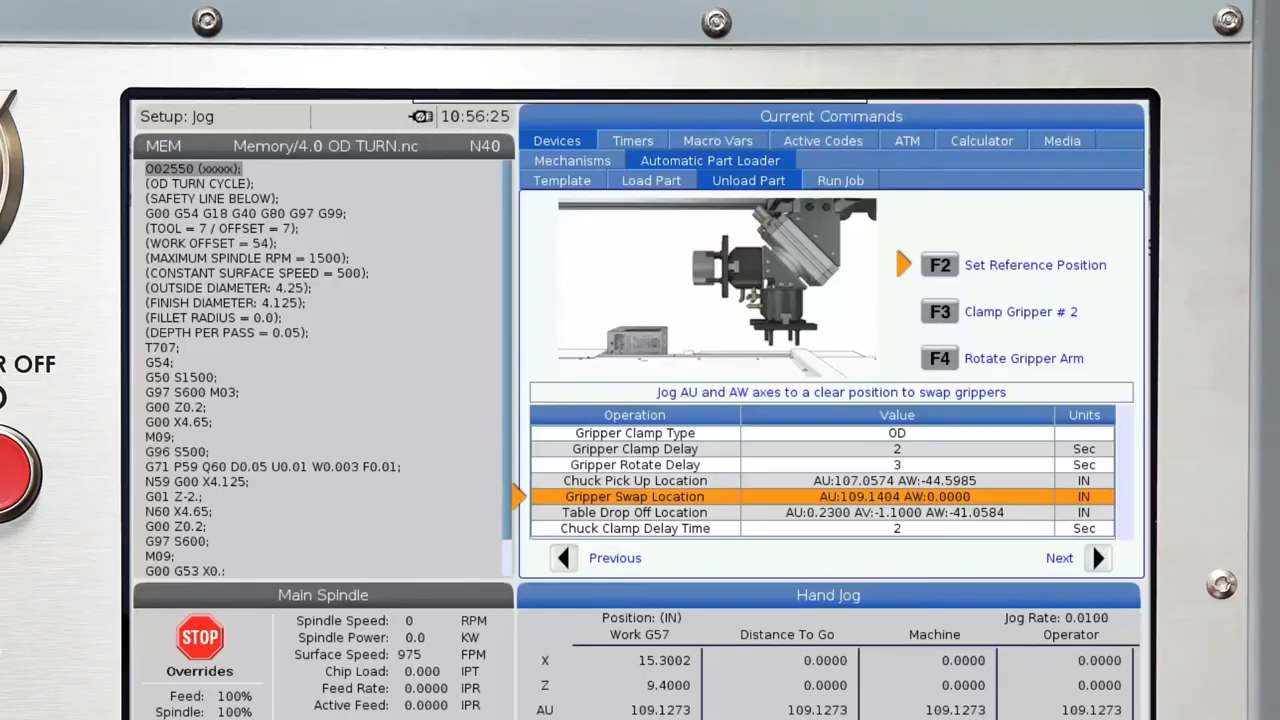 R OFF
Setup: Jog
10:56:25
MEM Memory/4.0 OD TURN.nc N40
O02550 (xxxxx);
(OD TURN CYCLE);
(SAFETY LINE BELOW);
G00 G54 G18 G40 G80 G97 G99;
(TOOL = 7 / OFFSET = 7);
(WORK OFFSET = 54);
(MAXIMUM SPINDLE RPM = 1500);
(CONSTANT SURFACE SPEED = 500);
(OUTSIDE DIAMETER: 4.25);
(FINISH DIAMETER: 4.125);
(FILLET RADIUS = 0.0);
(DEPTH PER PASS = 0.05);
T707;
G54;
G50 S1500;
G97 S600 M03;
G00 Z0.2;
G00 X4.65;
M09;
G96 S500;
G71 P59 Q60 D0.05 U0.01 W0.003 F0.01;
N59 G00 X4.125;
G01 Z-2.;
N60 X4.65;
G00 Z0.2;
G97 S600;
M09;
G00 G53 X0.;
Current Commands
Devices Timers Macro Vars Active Codes ATM Calculator Media
Mechanisms Automatic Part Loader
Template Load Part Unload Part Run Job
F2 Set Reference Position
F3 Clamp Gripper # 2
F4 Rotate Gripper Arm
Jog AU and AW axes to a clear position to swap grippers
Operation Value Units
Gripper Clamp Type OD
Gripper Clamp Delay 2 Sec
Gripper Rotate Delay 3 Sec
Chuck Pick Up Location AU:107.0574 AW:-44.5985 IN
Gripper Swap Location AU:109.1404 AW:0.0000 IN
Table Drop Off Location AU:0.2300 AV:-1.1000 AW:-41.0584 IN
Chuck Clamp Delay Time 2 Sec
Previous Next
Main Spindle
STOP
Overrides
Feed: 100%
Spindle: 100%
Spindle Speed: 0 RPM
Spindle Power: 0.0 KW
Surface Speed: 975 FPM
Chip Load: 0.000 IPT
Feed Rate: 0.0000 IPR
Active Feed: 0.0000 IPR
Hand Jog
Position: (IN) Jog Rate: 0.0100
Work G57 Distance To Go Machine Operator
X 15.3002 0.0000 0.0000 0.0000
Z 9.4000 0.0000 0.0000 0.0000
AU 109.1273 109.1273 109.1273 109.1273